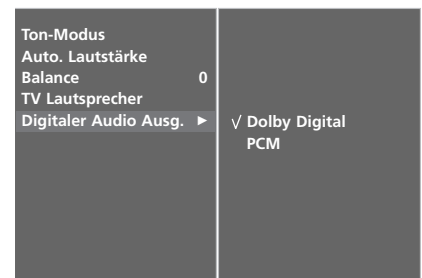 Ton-Modus
Auto. Lautstärke
Balance 0
TV Lautsprecher
Digitaler Audio Ausg. ►
√ Dolby Digital
PCM